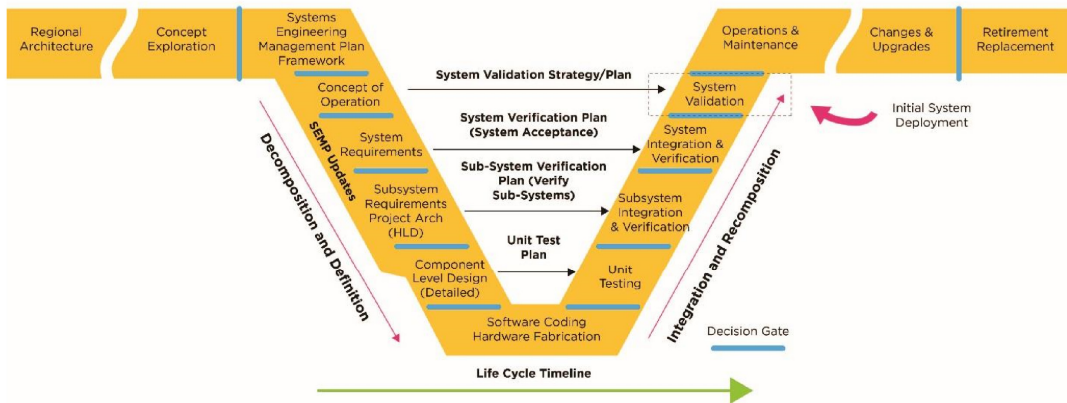 Regional
Architecture
Concept
Exploration
Systems
Engineering
Management Plan
Framework
Operations &
Maintenance
Changes &
Upgrades
Retirement
Replacement
Concept
of Operation
System Validation Strategy/Plan
System
Validation
Initial System
Deployment
SEMP Updates
System
Requirements
System Verification Plan
(System Acceptance)
System
Integration
& Verification
Decomposition and Definition
Subsystem
Requirements
Project Arch
(HLD)
Sub-System Verification
Plan (Verify
Sub-Systems)
Subsystem
Integration
& Verification
Integration and Recomposition
Component
Level Design
(Detailed)
Unit Test
Plan
Unit
Testing
Software Coding
Hardware Fabrication
Decision Gate
Life Cycle Timeline